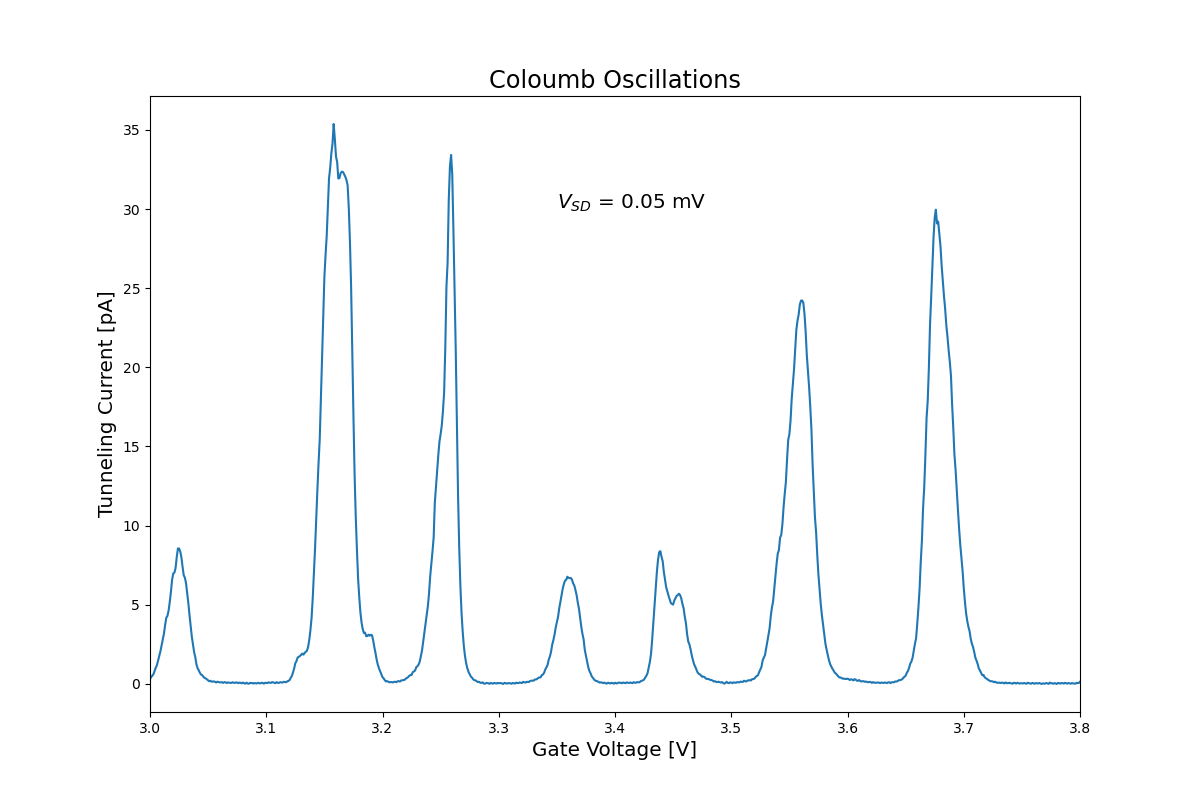 Coloumb Oscillations
Tunneling Current [pA]
35
30
25
20
15
10
5
0
V_SD = 0.05 mV
3.0 3.1 3.2 3.3 3.4 3.5 3.6 3.7 3.8
Gate Voltage [V]